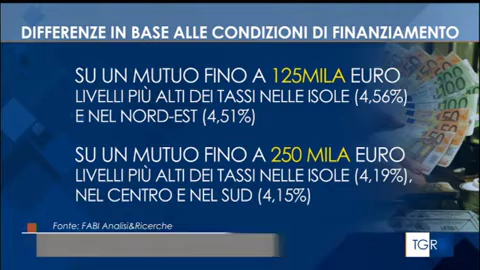 DIFFERENZE IN BASE ALLE CONDIZIONI DI FINANZIAMENTO
SU UN MUTUO FINO A 125MILA EURO
LIVELLI PIÙ ALTI DEI TASSI NELLE ISOLE (4,56%)
E NEL NORD-EST (4,51%)
SU UN MUTUO FINO A 250 MILA EURO
LIVELLI PIÙ ALTI DEI TASSI NELLE ISOLE (4,19%),
NEL CENTRO E NEL SUD (4,15%)
Fonte: FABI Analisi&Ricerche
TGR